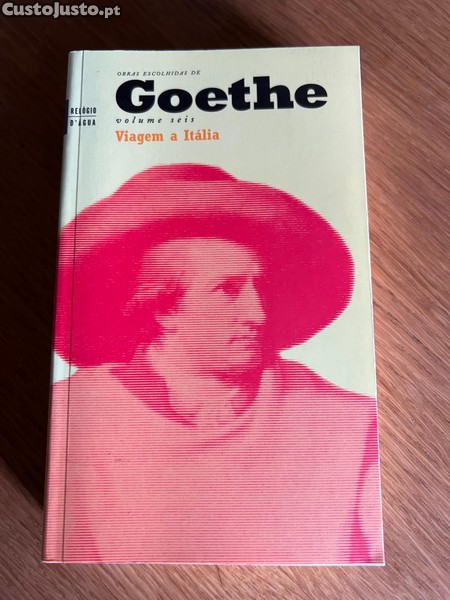 CustoJusto.pt
OBRAS ESCOLHIDAS DE
Goethe
RELÓGIO
D'ÁGUA
volume seis
Viagem a Itália